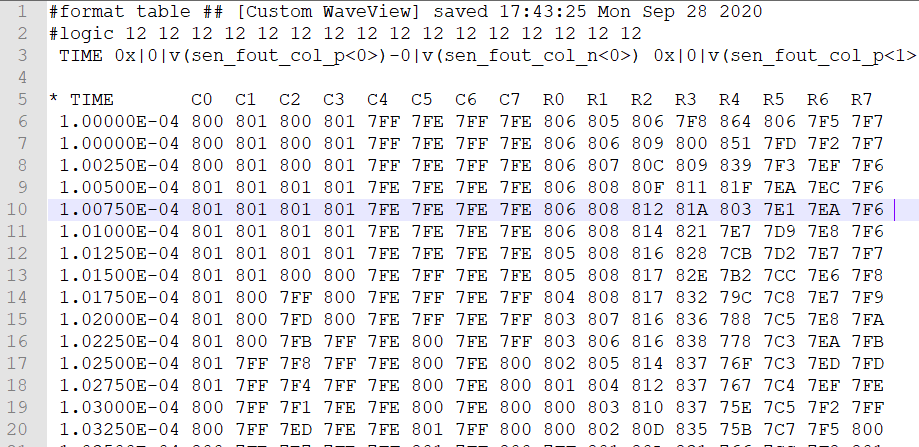 1 #format table ## [Custom WaveView] saved 17:43:25 Mon Sep 28 2020
2 #logic 12 12 12 12 12 12 12 12 12 12 12 12 12 12 12 12
3 TIME 0x|0|v(sen_fout_col_p<0>)-0|v(sen_fout_col_n<0>) 0x|0|v(sen_fout_col_p<1>
4
5 * TIME C0 C1 C2 C3 C4 C5 C6 C7 R0 R1 R2 R3 R4 R5 R6 R7
6 1.00000E-04 800 801 800 801 7FF 7FE 7FF 7FE 806 805 806 7F8 864 806 7F5 7F7
7 1.00000E-04 800 800 800 801 7FF 7FE 7FF 7FE 806 806 809 800 851 7FD 7F2 7F7
8 1.00250E-04 800 801 800 801 7FF 7FE 7FF 7FE 806 807 80C 809 839 7F3 7EF 7F6
9 1.00500E-04 801 801 801 801 7FE 7FE 7FE 7FE 806 808 80F 811 81F 7EA 7EC 7F6
10 1.00750E-04 801 801 801 801 7FE 7FE 7FE 7FE 806 808 812 81A 803 7E1 7EA 7F6
11 1.01000E-04 801 801 801 801 7FE 7FE 7FE 7FE 806 808 814 821 7E7 7D9 7E8 7F6
12 1.01250E-04 801 801 801 801 7FE 7FE 7FE 7FE 805 808 816 828 7CB 7D2 7E7 7F7
13 1.01500E-04 801 801 800 800 7FE 7FF 7FE 7FE 805 808 817 82E 7B2 7CC 7E6 7F8
14 1.01750E-04 801 800 7FF 800 7FE 7FF 7FE 7FF 804 808 817 832 79C 7C8 7E7 7F9
15 1.02000E-04 801 800 7FD 800 7FE 7FF 7FE 7FF 803 807 816 836 788 7C5 7E8 7FA
16 1.02250E-04 801 800 7FB 7FF 7FE 800 7FE 7FF 803 806 816 838 778 7C3 7EA 7FB
17 1.02500E-04 801 7FF 7F8 7FF 7FE 800 7FE 800 802 805 814 837 76F 7C3 7ED 7FD
18 1.02750E-04 801 7FF 7F4 7FF 7FE 800 7FE 800 801 804 812 837 767 7C4 7EF 7FE
19 1.03000E-04 800 7FF 7F1 7FE 7FE 800 7FE 800 800 803 810 837 75E 7C5 7F2 7FF
20 1.03250E-04 800 7FF 7ED 7FE 7FE 801 7FF 800 800 802 80D 835 75B 7C7 7F5 800